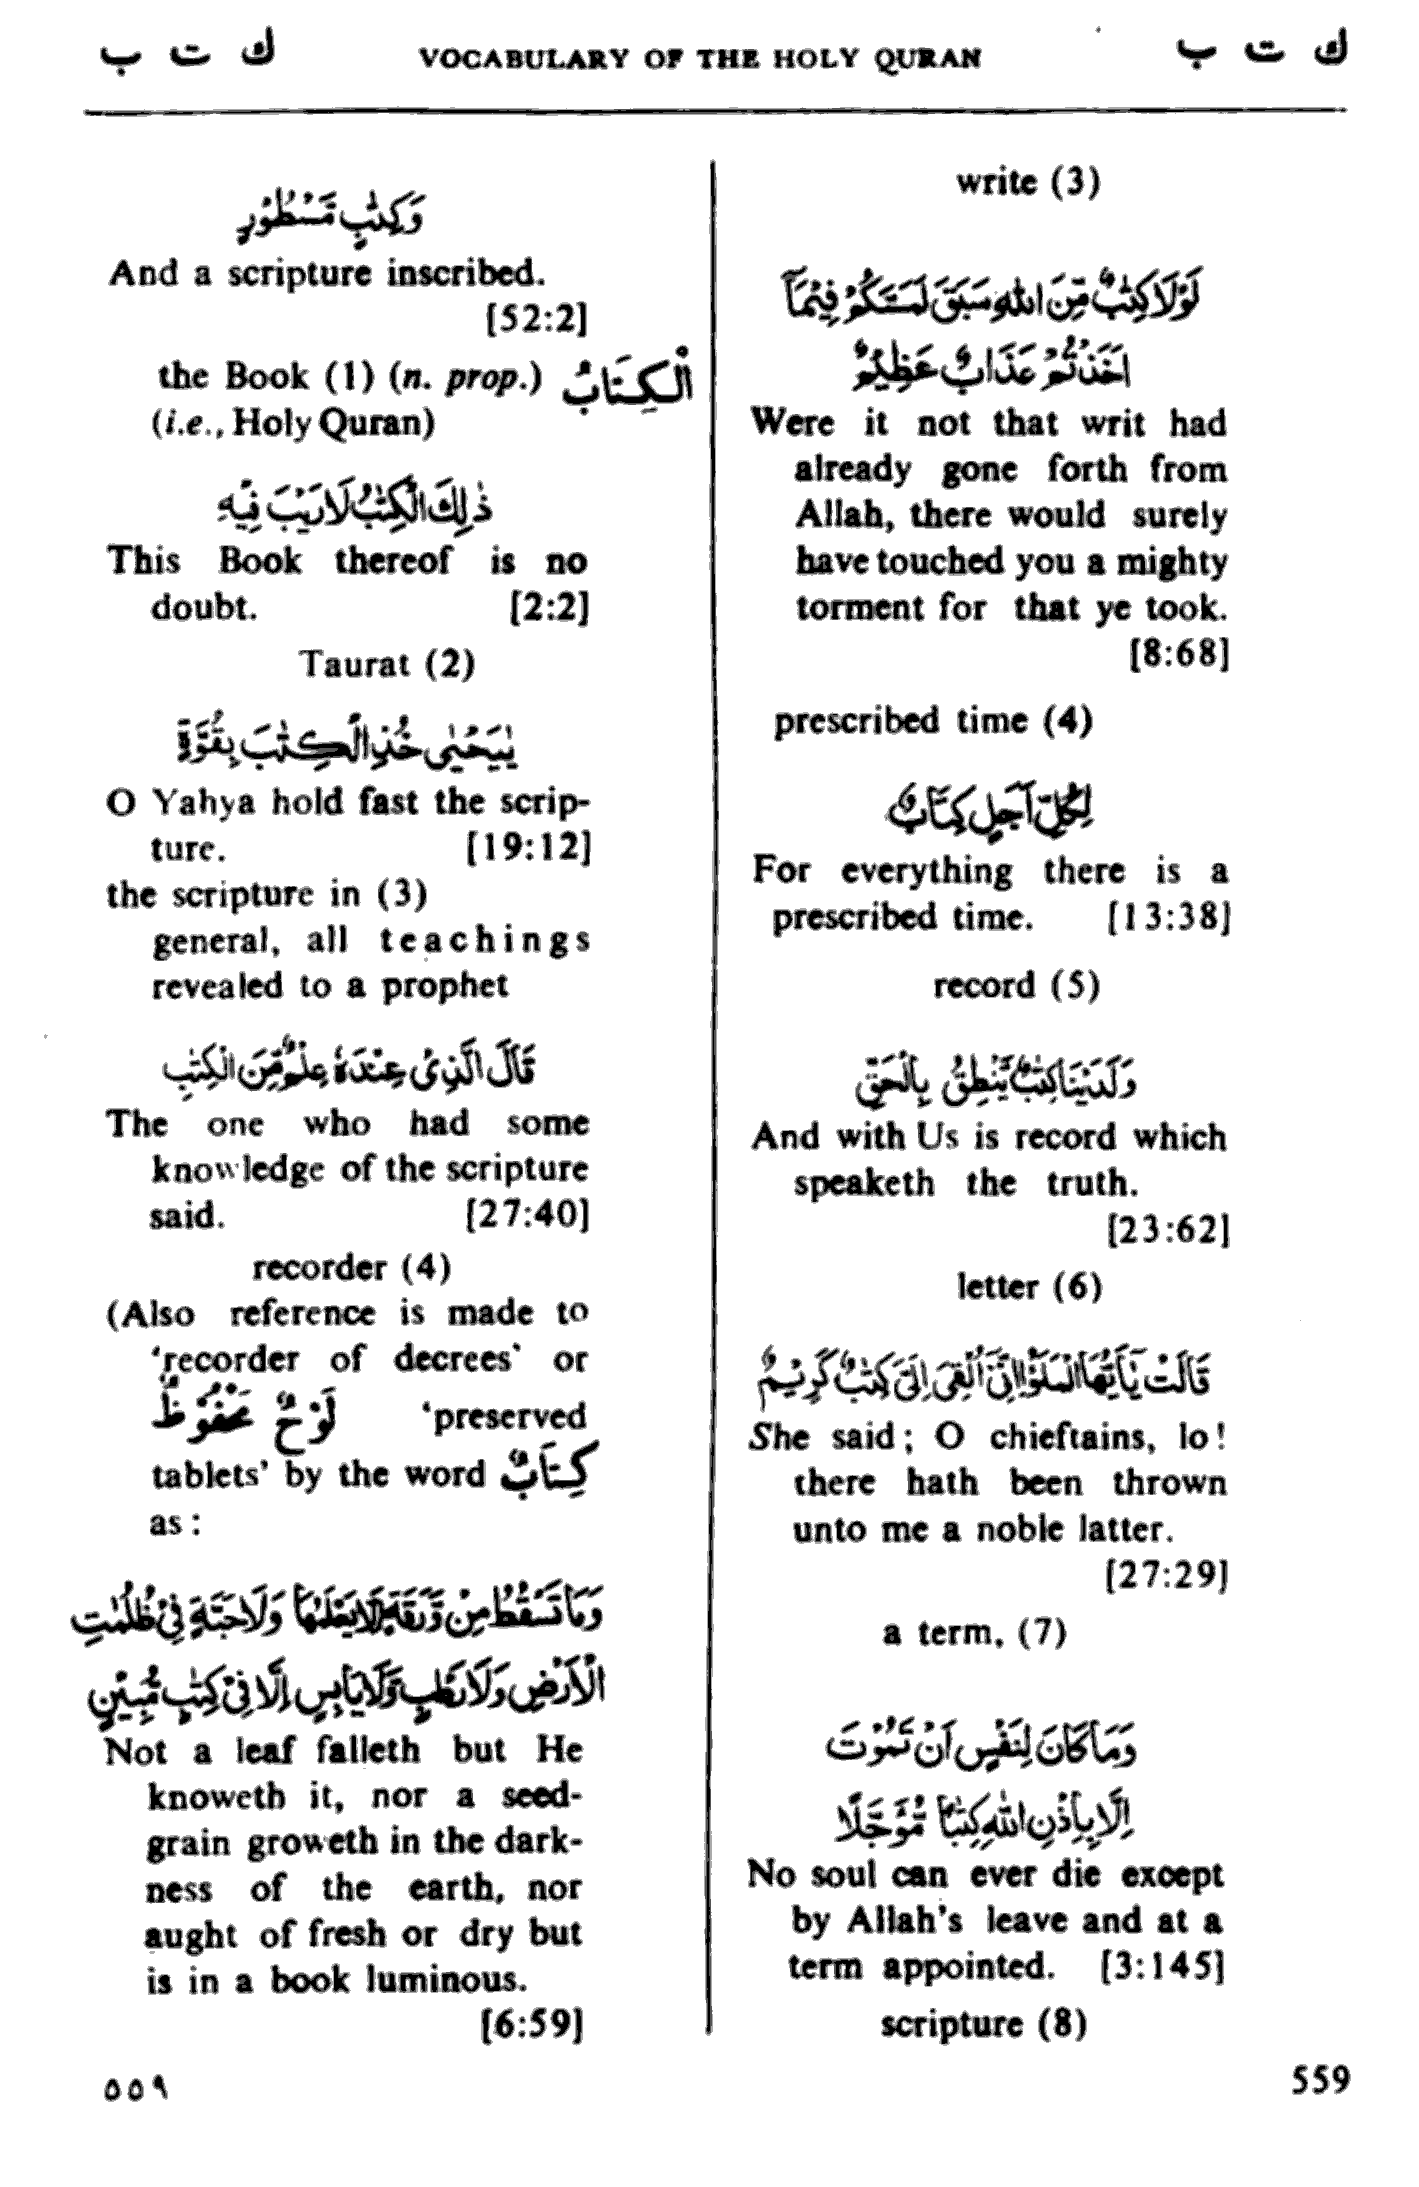 ك ت ب VOCABULARY OF THE HOLY QURAN ك ت ب
write (3)
لَوْلَا كِتٰبٌ مِّنَ اللهِ سَبَقَ لَمَسَّكُمْ فِيْمَآ
اَخَذْتُمْ عَذَابٌ عَظِيْمٌ
Were it not that writ had
already gone forth from
Allah, there would surely
have touched you a mighty
torment for that ye took.
[8:68]
prescribed time (4)
لِكُلِّ اَجَلٍ كِتَابٌ
For everything there is a
prescribed time. [13:38]
record (5)
وَلَدَيْنَا كِتٰبٌ يَّنْطِقُ بِالْحَقِّ
And with Us is record which
speaketh the truth.
[23:62]
letter (6)
قَالَتْ يٰٓاَيُّهَا الْمَلَؤُا اِنِّيْٓ اُلْقِيَ اِلَيَّ كِتٰبٌ كَرِيْمٌ
She said; O chieftains, lo!
there hath been thrown
unto me a noble latter.
[27:29]
a term, (7)
وَمَا كَانَ لِنَفْسٍ اَنْ تَمُوْتَ
اِلَّا بِاِذْنِ اللهِ كِتٰبًا مُّؤَجَّلًا
No soul can ever die except
by Allah's leave and at a
term appointed. [3:145]
scripture (8)
وَكِتٰبٍ مَّسْطُوْرٍ
And a scripture inscribed.
[52:2]
the Book (1) (n. prop.) اَلْكِتَابُ
(i.e., Holy Quran)
ذٰلِكَ الْكِتٰبُ لَا رَيْبَ فِيْهِ
This Book thereof is no
doubt. [2:2]
Taurat (2)
يٰيَحْيٰى خُذِ الْكِتٰبَ بِقُوَّةٍ
O Yahya hold fast the scrip-
ture. [19:12]
the scripture in (3)
general, all teachings
revealed to a prophet
قَالَ الَّذِيْ عِنْدَهٗ عِلْمٌ مِّنَ الْكِتٰبِ
The one who had some
knowledge of the scripture
said. [27:40]
recorder (4)
(Also reference is made to
'recorder of decrees' or
لَوْحٌ مَحْفُوْظٌ 'preserved
tablets' by the word كِتَابٌ
as:
وَمَا تَسْقُطُ مِنْ وَّرَقَةٍ اِلَّا يَعْلَمُهَا وَلَا حَبَّةٍ فِيْ ظُلُمٰتِ
الْاَرْضِ وَلَا رَطْبٍ وَّلَا يَابِسٍ اِلَّا فِيْ كِتٰبٍ مُّبِيْنٍ
Not a leaf falleth but He
knoweth it, nor a seed-
grain groweth in the dark-
ness of the earth, nor
aught of fresh or dry but
is in a book luminous.
[6:59]
٥٥٩ 559